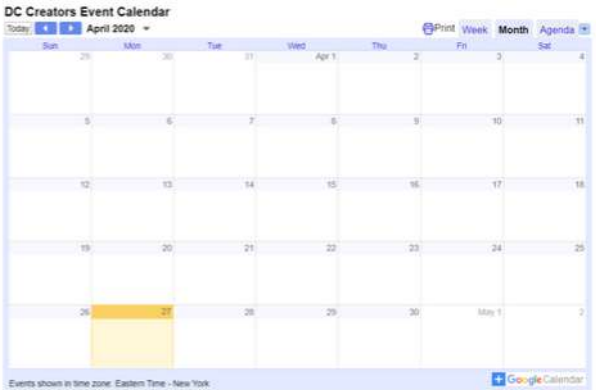 DC Creators Event Calendar
Today April 2020 Print Week Month Agenda
Sun Mon Tue Wed Thu Fri Sat
29 30 31 Apr 1 2 3 4
5 6 7 8 9 10 11
12 13 14 15 16 17 18
19 20 21 22 23 24 25
26 27 28 29 30 May 1 2
Events shown in time zone: Eastern Time - New York
+ GoogleCalendar